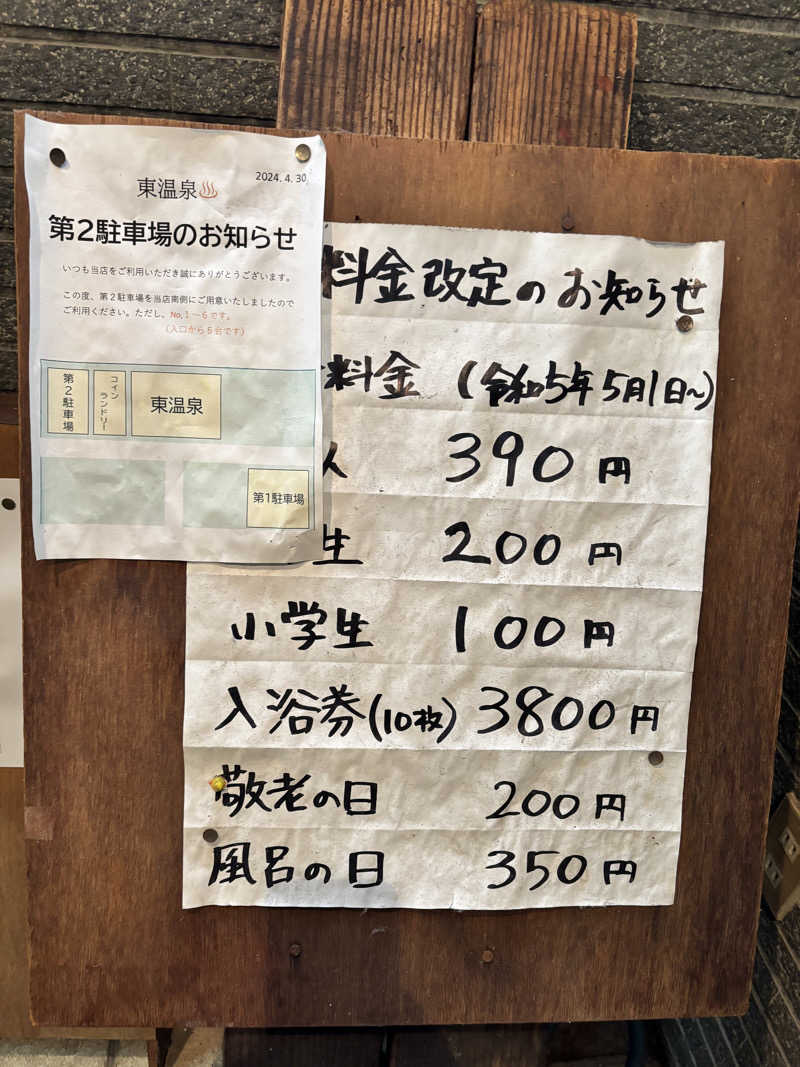 2024. 4. 30
東温泉♨
第2駐車場のお知らせ
いつも当店をご利用いただき誠にありがとうございます。
この度、第2駐車場を当店南側にご用意いたしましたので
ご利用ください。ただし、No,1～6です。
（入口から5台です）
第2駐車場
コインランドリー
東温泉
第1駐車場
料金改定のお知らせ
料金 (令和5年5月1日～)
人 390円
生 200円
小学生 100円
入浴券(10枚) 3800円
敬老の日 200円
風呂の日 350円